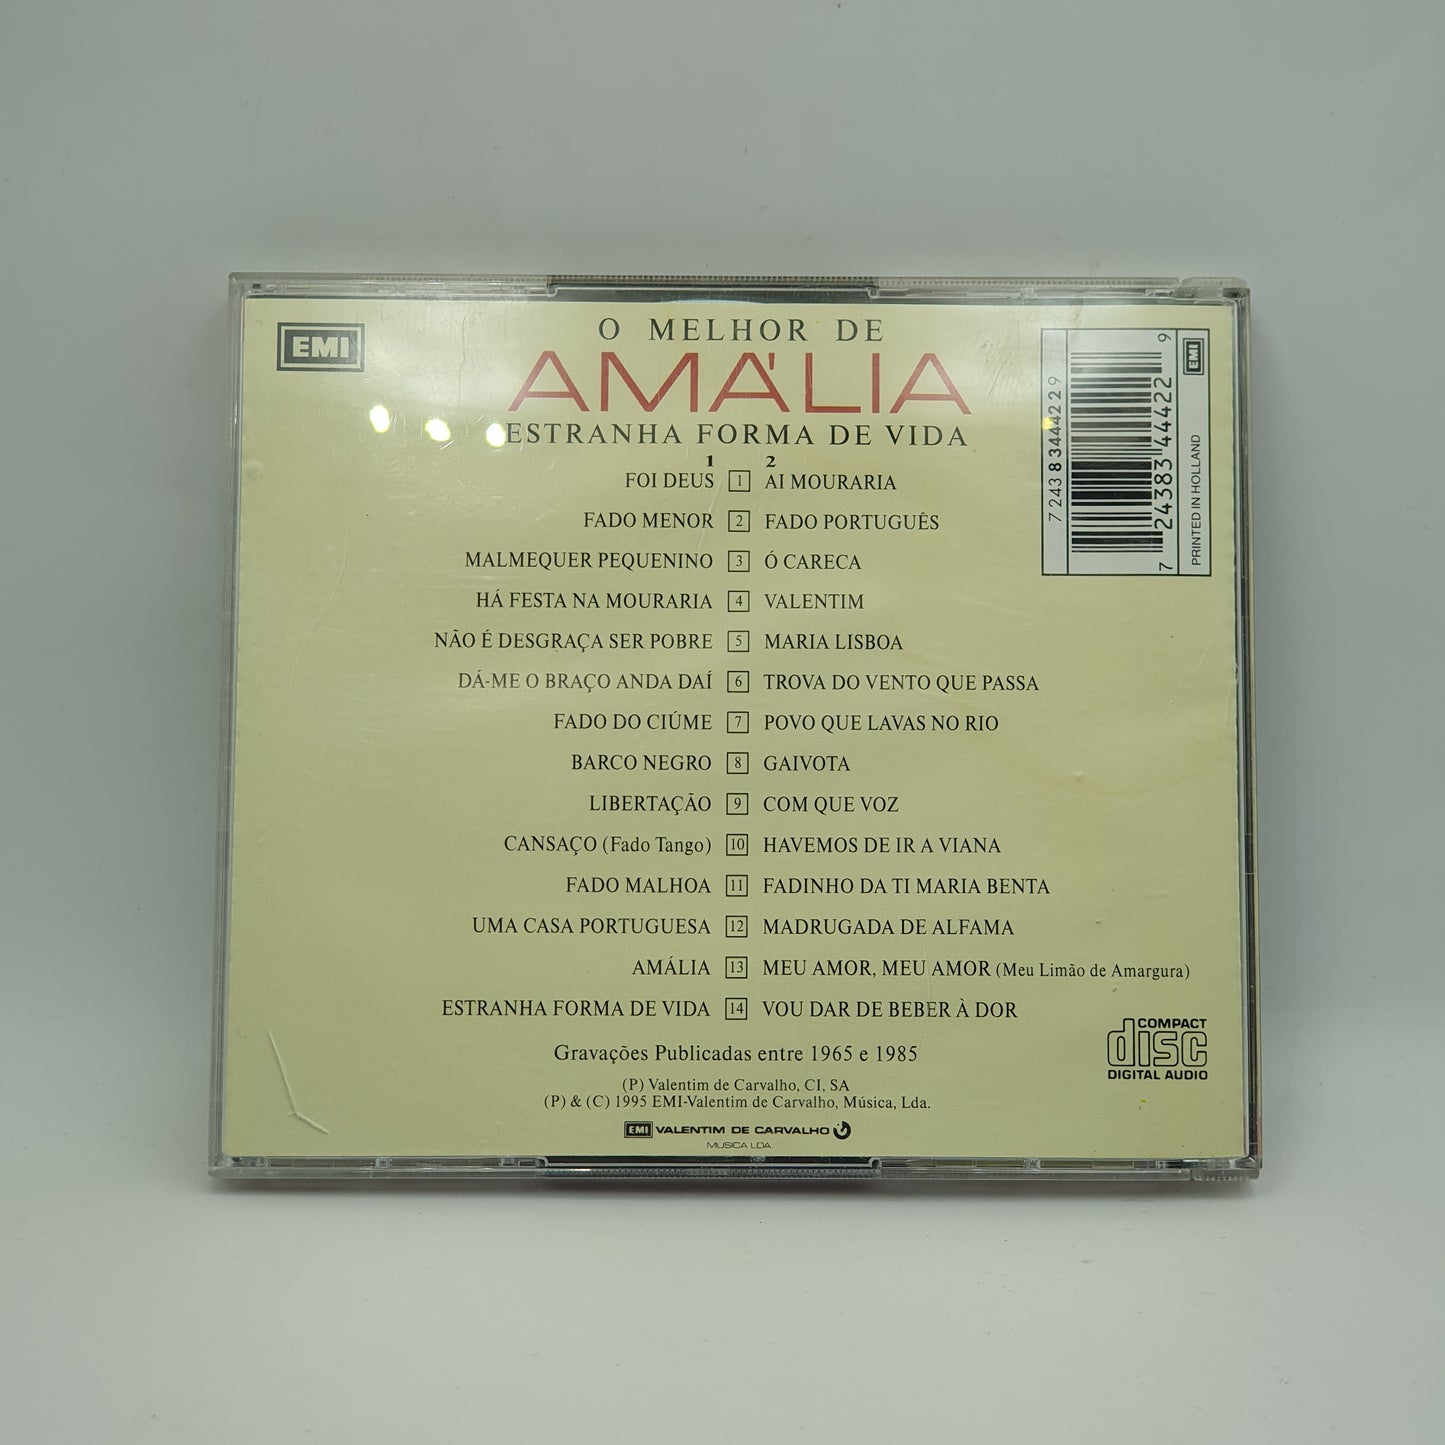 EMI
O MELHOR DE
AMÁLIA
ESTRANHA FORMA DE VIDA
1 2
FOI DEUS 1 AI MOURARIA
FADO MENOR 2 FADO PORTUGUÊS
MALMEQUER PEQUENINO 3 Ó CARECA
HÁ FESTA NA MOURARIA 4 VALENTIM
NÃO É DESGRAÇA SER POBRE 5 MARIA LISBOA
DÁ-ME O BRAÇO ANDA DAÍ 6 TROVA DO VENTO QUE PASSA
FADO DO CIÚME 7 POVO QUE LAVAS NO RIO
BARCO NEGRO 8 GAIVOTA
LIBERTAÇÃO 9 COM QUE VOZ
CANSAÇO (Fado Tango) 10 HAVEMOS DE IR A VIANA
FADO MALHOA 11 FADINHO DA TI MARIA BENTA
UMA CASA PORTUGUESA 12 MADRUGADA DE ALFAMA
AMÁLIA 13 MEU AMOR, MEU AMOR (Meu Limão de Amargura)
ESTRANHA FORMA DE VIDA 14 VOU DAR DE BEBER À DOR
Gravações Publicadas entre 1965 e 1985
(P) Valentim de Carvalho, CI, SA
(P) & (C) 1995 EMI-Valentim de Carvalho, Música, Lda.
EMI VALENTIM DE CARVALHO
MUSICA LDA.
7 243 8 34442 2 9
7 24383 44422 9
EMI
PRINTED IN HOLLAND
COMPACT
disc
DIGITAL AUDIO